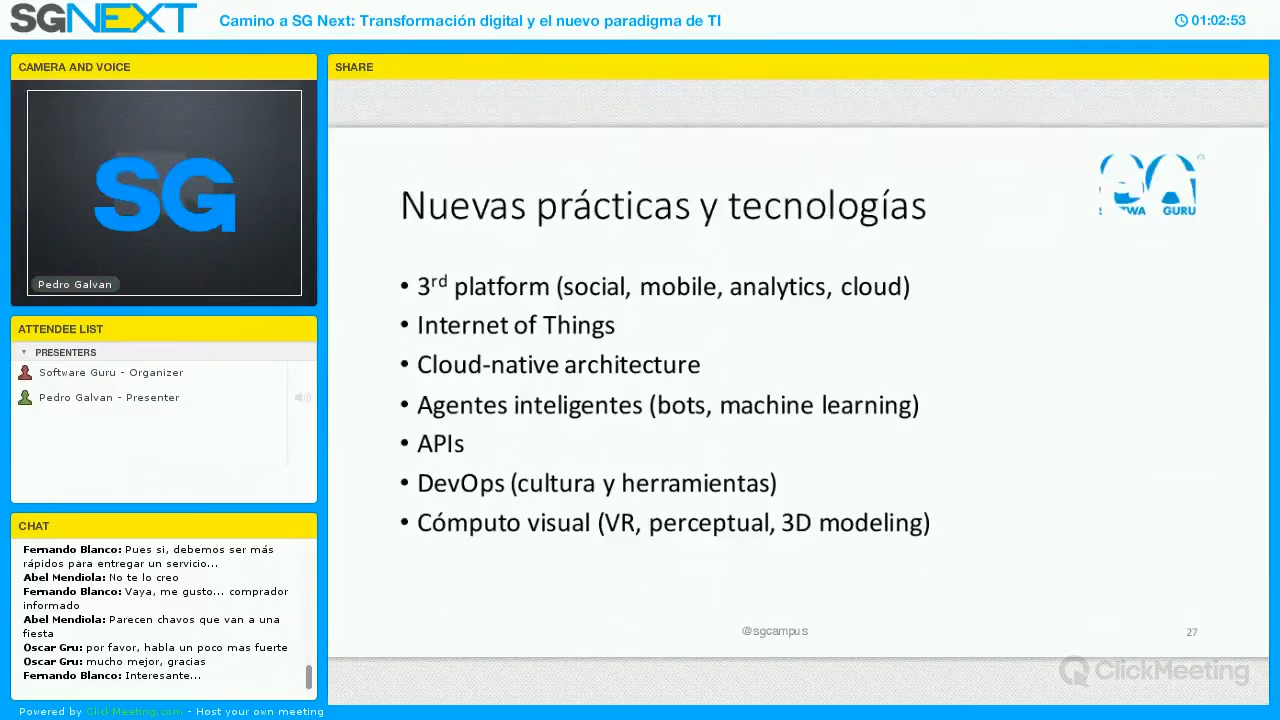 SGNEXT
Camino a SG Next: Transformación digital y el nuevo paradigma de TI
01:02:53
CAMERA AND VOICE
SG
Pedro Galvan
ATTENDEE LIST
PRESENTERS
Software Guru - Organizer
Pedro Galvan - Presenter
CHAT
Fernando Blanco: Pues si, debemos ser más
rápidos para entregar un servicio...
Abel Mendiola: No te lo creo
Fernando Blanco: Vaya, me gusto... comprador
informado
Abel Mendiola: Parecen chavos que van a una
fiesta
Oscar Gru: por favor, habla un poco mas fuerte
Oscar Gru: mucho mejor, gracias
Fernando Blanco: Interesante...
Powered by ClickMeeting.com - Host your own meeting
SHARE
GURU
Nuevas prácticas y tecnologías
• 3rd platform (social, mobile, analytics, cloud)
• Internet of Things
• Cloud-native architecture
• Agentes inteligentes (bots, machine learning)
• APIs
• DevOps (cultura y herramientas)
• Cómputo visual (VR, perceptual, 3D modeling)
@sgcampus
27
ClickMeeting